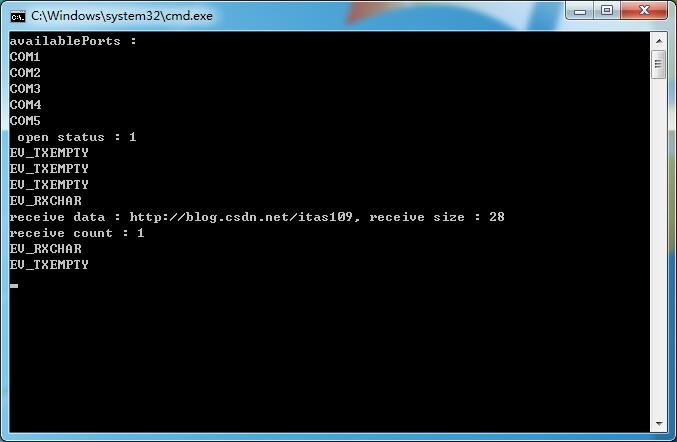 C:\Windows\system32\cmd.exe
availablePorts :
COM1
COM2
COM3
COM4
COM5
open status : 1
EV_TXEMPTY
EV_TXEMPTY
EV_TXEMPTY
EV_RXCHAR
receive data : http://blog.csdn.net/itas109, receive size : 28
receive count : 1
EV_RXCHAR
EV_TXEMPTY